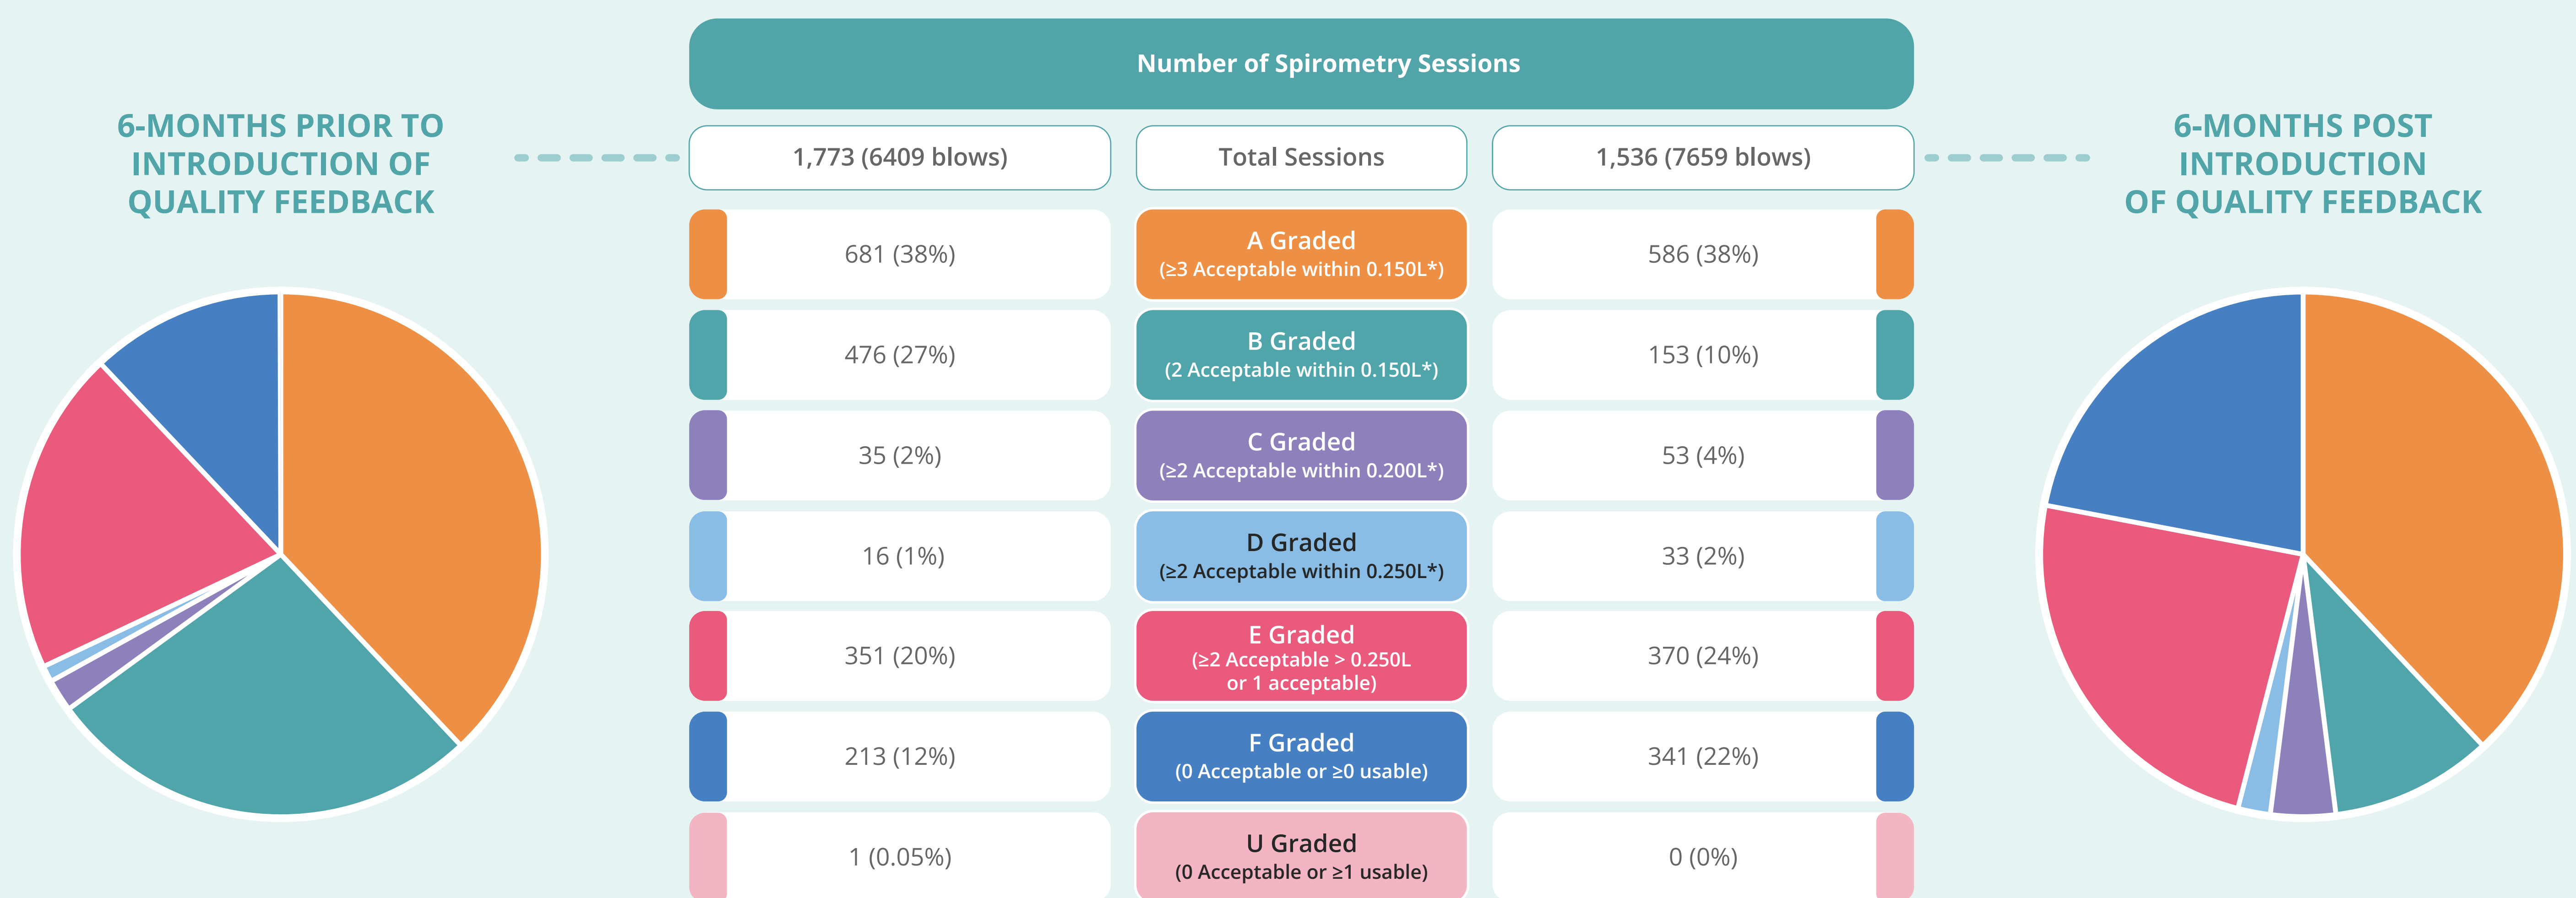 Number of Spirometry Sessions
6-MONTHS PRIOR TO
INTRODUCTION OF
QUALITY FEEDBACK
1,773 (6409 blows)
Total Sessions
1,536 (7659 blows)
6-MONTHS POST
INTRODUCTION
OF QUALITY FEEDBACK
681 (38%)
A Graded
(≥3 Acceptable within 0.150L*)
586 (38%)
476 (27%)
B Graded
(2 Acceptable within 0.150L*)
153 (10%)
35 (2%)
C Graded
(≥2 Acceptable within 0.200L*)
53 (4%)
16 (1%)
D Graded
(≥2 Acceptable within 0.250L*)
33 (2%)
351 (20%)
E Graded
(≥2 Acceptable > 0.250L
or 1 acceptable)
370 (24%)
213 (12%)
F Graded
(0 Acceptable or ≥0 usable)
341 (22%)
1 (0.05%)
U Graded
(0 Acceptable or ≥1 usable)
0 (0%)